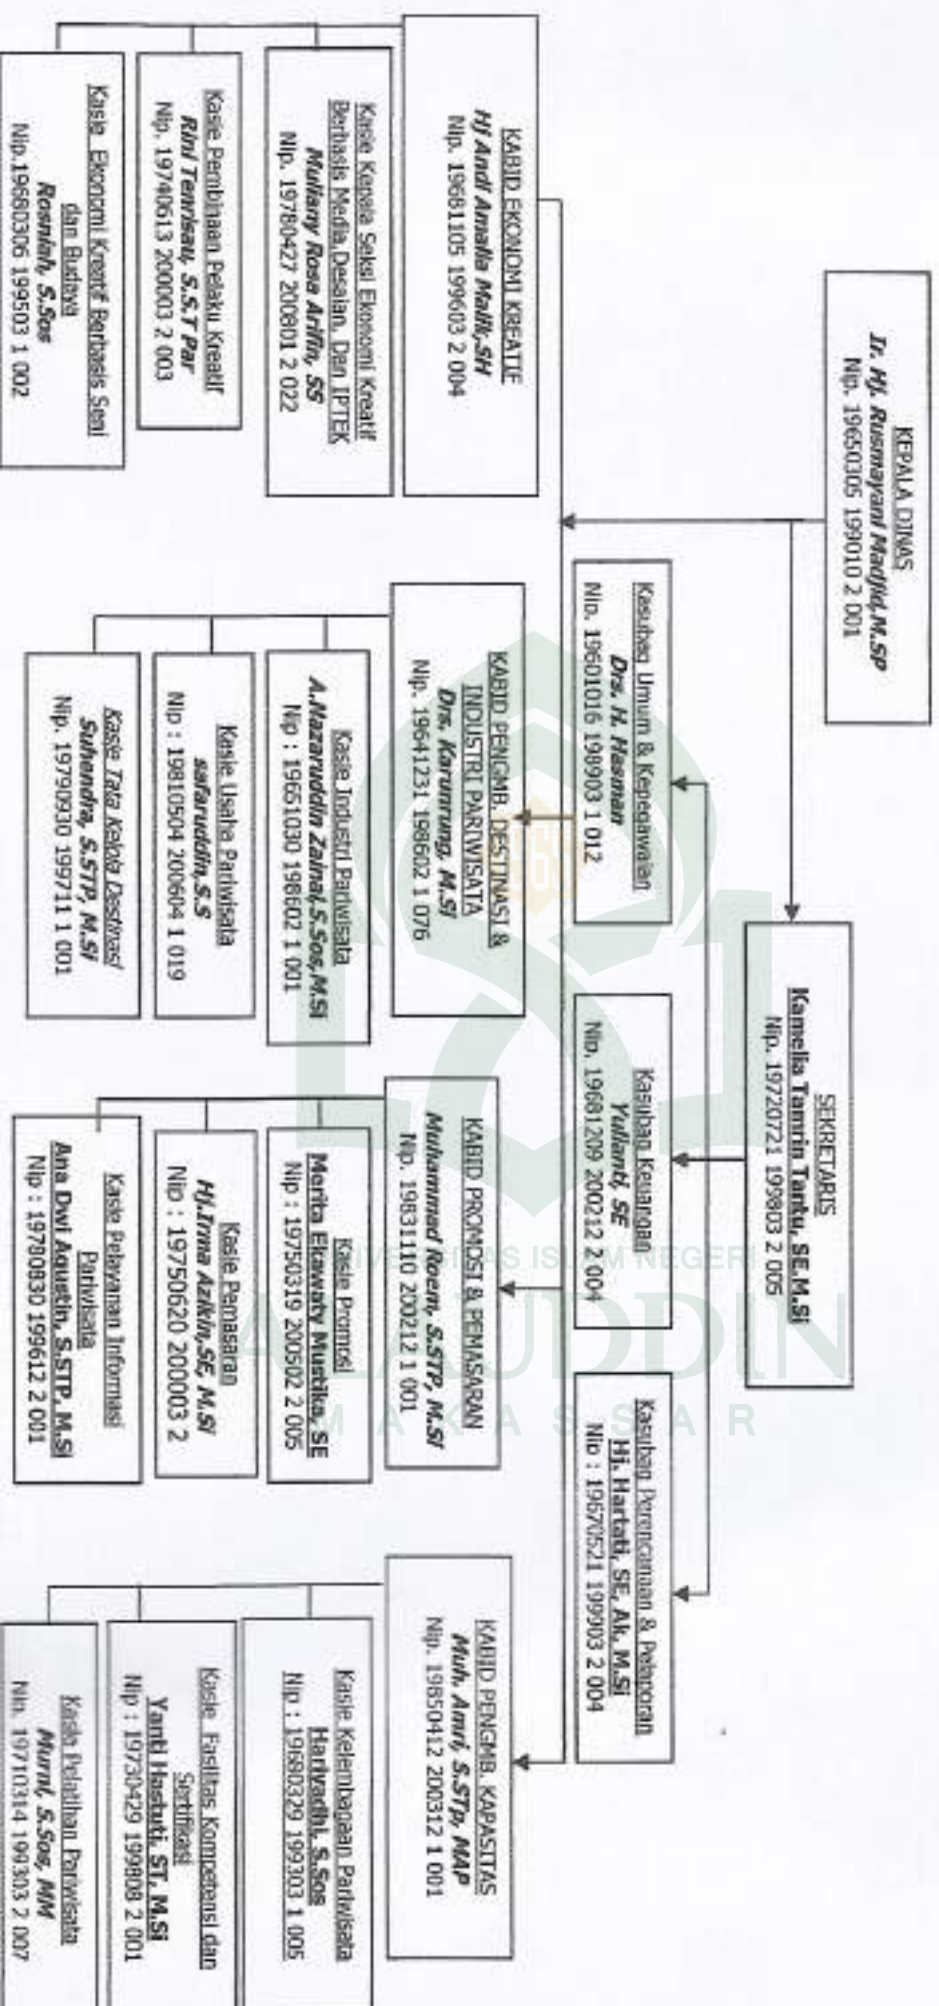 KEPALA DINAS
Ir. Hj. Rusmayani Madjid,M.SP
Nip. 19650305 199010 2 001
SEKRETARIS
Kamelia Tamrin Tantu, SE.M.Si
Nip. 19720721 199803 2 005
Kasubag Umum & Kepegawaian
Drs. H. Hasman
Nip. 19601016 198903 1 012
Kasubag Keuangan
Yulianti, SE
Nip. 19681209 200212 2 004
Kasubag Perencanaan & Pelaporan
Hj. Hartati, SE, Ak, M.Si
Nip : 19670521 199903 2 004
KABID EKONOMI KREATIF
Hj Andi Amalia Malik,SH
Nip. 19681105 199603 2 004
Kasie Kepala Seksi Ekonomi Kreatif
Berbasis Media,Desaian, Den IPTEK
Muliany Rosa Arifin, SS
Nip. 19780427 200801 2 022
Kasie Pembinaan Pelaku Kreatif
Rini Tenrisau, S.S.T Par
Nip. 19740613 200003 2 003
Kasie Ekonomi Kreatif Berbasis Seni
dan Budaya
Rosniah, S.Sos
Nip.19680306 199503 1 002
KABID PENGMB. DESTINASI &
INDUSTRI PARIWISATA
Drs. Karunrung, M.Si
Nip. 19641231 198602 1 076
Kasie Industri Pariwisata
A.Nazaruddin Zainal,S.Sos,M.Si
Nip : 19651030 198602 1 001
Kasie Usaha Pariwisata
safaruddin,S.S
Nip : 19810504 200604 1 019
Kasie Tata Kelola Destinasi
Suhendra, S.STP, M.Si
Nip. 19790930 199711 1 001
KABID PROMOSI & PEMASARAN
Muhammad Roem, S.STP, M.Si
Nip. 19831110 200212 1 001
Kasie Promosi
Merita Ekawaty Mustika, SE
Nip : 19750319 200502 2 005
Kasie Pemasaran
Hj.Irma Azikin,SE, M.Si
Nip : 19750620 200003 2
Kasie Pelayanan Informasi
Pariwisata
Ana Dwi Agustin, S.STP, M.Si
Nip : 19780830 199612 2 001
KABID PENGMB. KAPASITAS
Muh. Amri, S.STp, MAP
Nip. 19850412 200312 1 001
Kasie Kelembagaan Pariwisata
Hariyadhi, S.Sos
Nip : 19680329 199303 1 005
Kasie Fasilitas Kompetensi dan
Sertifikasi
Yanti Hastuti, ST, M.Si
Nip : 19730429 199808 2 001
Kasie Pelatihan Pariwisata
Murni, S.Sos, MM
Nip. 19710314 199303 2 007
1965
UNIVERSITAS ISLAM NEGERI
ALAUDDIN
MAKASSAR